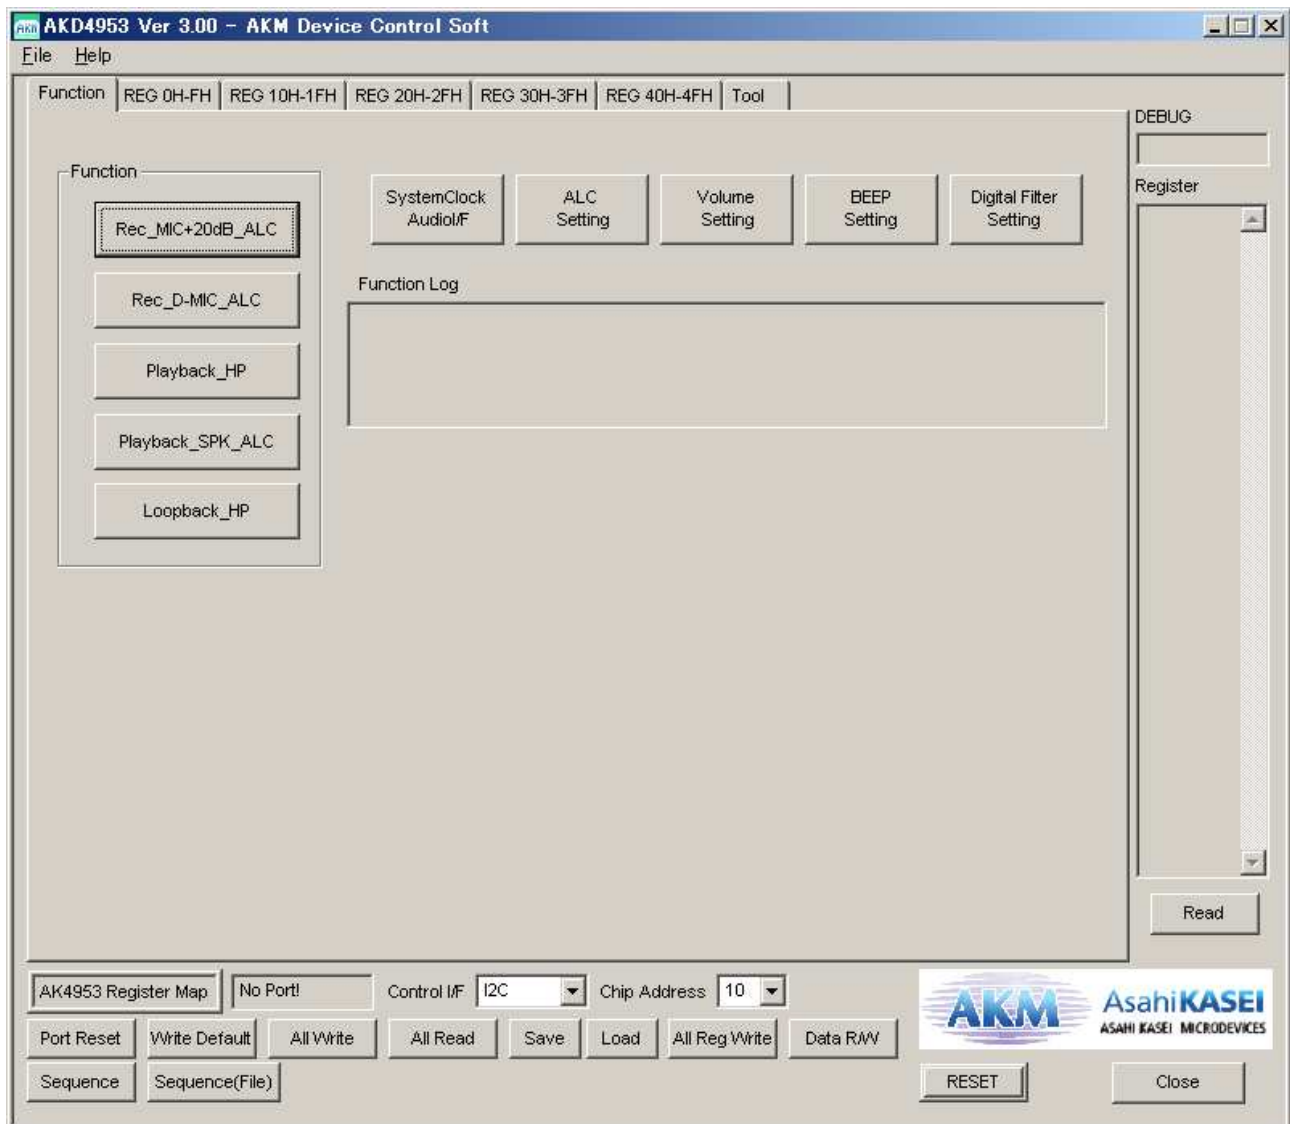 AKM AKD4953 Ver 3.00 - AKM Device Control Soft
File Help
Function REG 0H-FH REG 10H-1FH REG 20H-2FH REG 30H-3FH REG 40H-4FH Tool
DEBUG
Function
Register
Rec_MIC+20dB_ALC
SystemClock
AudioI/F
ALC
Setting
Volume
Setting
BEEP
Setting
Digital Filter
Setting
Rec_D-MIC_ALC
Function Log
Playback_HP
Playback_SPK_ALC
Loopback_HP
Read
AK4953 Register Map No Port! Control I/F I2C Chip Address 10
Port Reset Write Default All Write All Read Save Load All Reg Write Data R/W
Sequence Sequence(File)
AKM AsahiKASEI
ASAHI KASEI MICRODEVICES
RESET Close